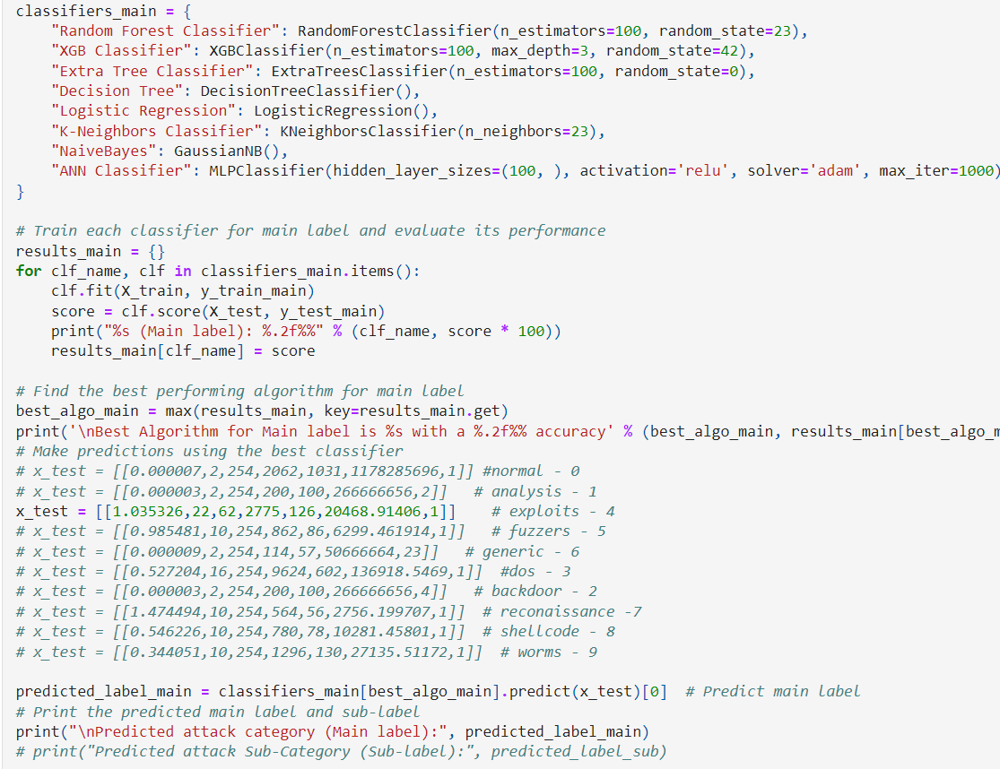 classifiers_main = {
    "Random Forest Classifier": RandomForestClassifier(n_estimators=100, random_state=23),
    "XGB Classifier": XGBClassifier(n_estimators=100, max_depth=3, random_state=42),
    "Extra Tree Classifier": ExtraTreesClassifier(n_estimators=100, random_state=0),
    "Decision Tree": DecisionTreeClassifier(),
    "Logistic Regression": LogisticRegression(),
    "K-Neighbors Classifier": KNeighborsClassifier(n_neighbors=23),
    "NaiveBayes": GaussianNB(),
    "ANN Classifier": MLPClassifier(hidden_layer_sizes=(100, ), activation='relu', solver='adam', max_iter=1000)
}
# Train each classifier for main label and evaluate its performance
results_main = {}
for clf_name, clf in classifiers_main.items():
    clf.fit(X_train, y_train_main)
    score = clf.score(X_test, y_test_main)
    print("%s (Main label): %.2f%%" % (clf_name, score * 100))
    results_main[clf_name] = score
# Find the best performing algorithm for main label
best_algo_main = max(results_main, key=results_main.get)
print('\nBest Algorithm for Main label is %s with a %.2f%% accuracy' % (best_algo_main, results_main[best_algo_m
# Make predictions using the best classifier
# x_test = [[0.000007,2,254,2062,1031,1178285696,1]] #normal - 0
# x_test = [[0.000003,2,254,200,100,266666656,2]]   # analysis - 1
x_test = [[1.035326,22,62,2775,126,20468.91406,1]]    # exploits - 4
# x_test = [[0.985481,10,254,862,86,6299.461914,1]]   # fuzzers - 5
# x_test = [[0.000009,2,254,114,57,50666664,23]]   # generic - 6
# x_test = [[0.527204,16,254,9624,602,136918.5469,1]]  #dos - 3
# x_test = [[0.000003,2,254,200,100,266666656,4]]   # backdoor - 2
# x_test = [[1.474494,10,254,564,56,2756.199707,1]]  # reconaissance -7
# x_test = [[0.546226,10,254,780,78,10281.45801,1]]  # shellcode - 8
# x_test = [[0.344051,10,254,1296,130,27135.51172,1]]  # worms - 9
predicted_label_main = classifiers_main[best_algo_main].predict(x_test)[0]  # Predict main label
# Print the predicted main label and sub-label
print("\nPredicted attack category (Main label):", predicted_label_main)
# print("Predicted attack Sub-Category (Sub-label):", predicted_label_sub)